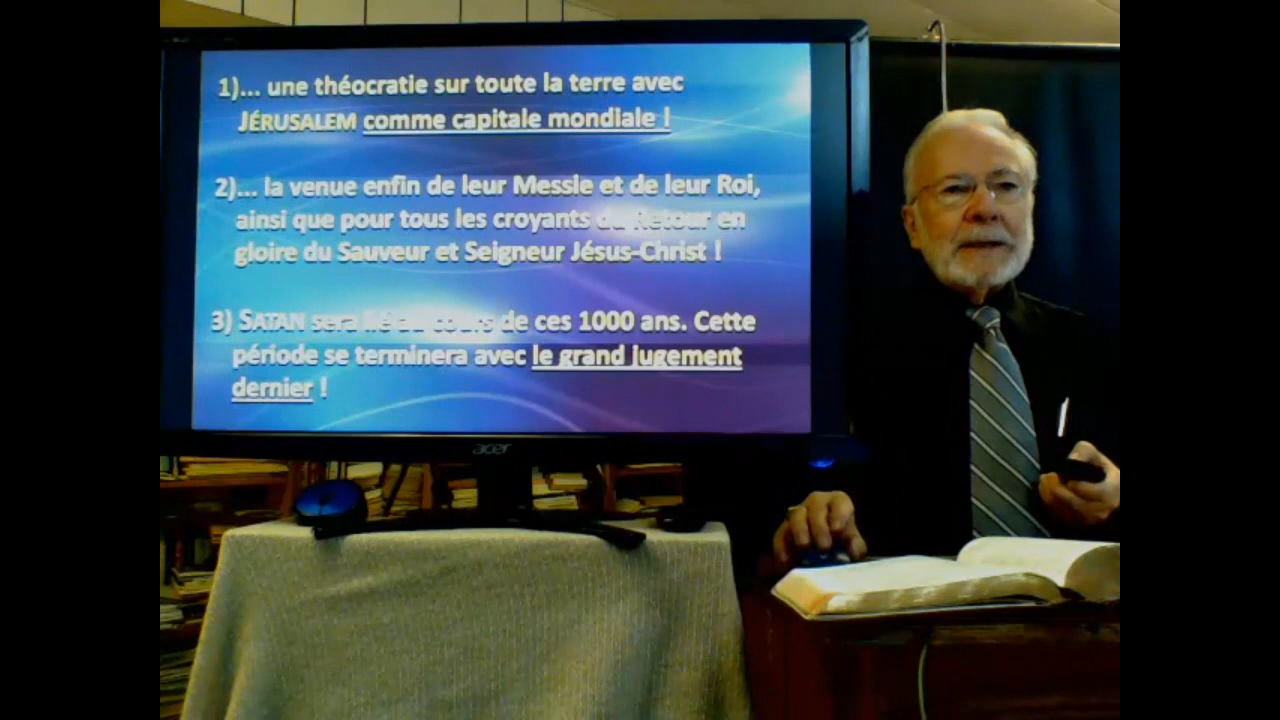 1)... une théocratie sur toute la terre avec
JÉRUSALEM comme capitale mondiale !
2)... la venue enfin de leur Messie et de leur Roi,
ainsi que pour tous les croyants du Retour en
gloire du Sauveur et Seigneur Jésus-Christ !
3) SATAN sera lié au cours de ces 1000 ans. Cette
période se terminera avec le grand jugement
dernier !
acer